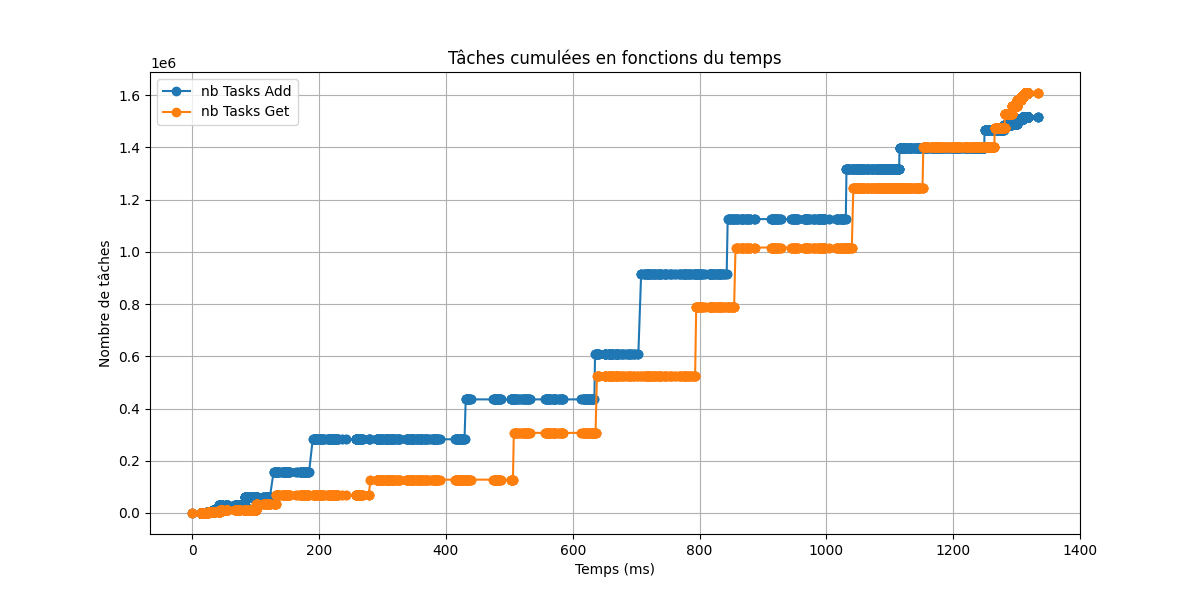 Tâches cumulées en fonctions du temps
1e6
nb Tasks Add
nb Tasks Get
1.6
1.4
1.2
1.0
0.8
0.6
0.4
0.2
0.0
Nombre de tâches
0 200 400 600 800 1000 1200 1400
Temps (ms)